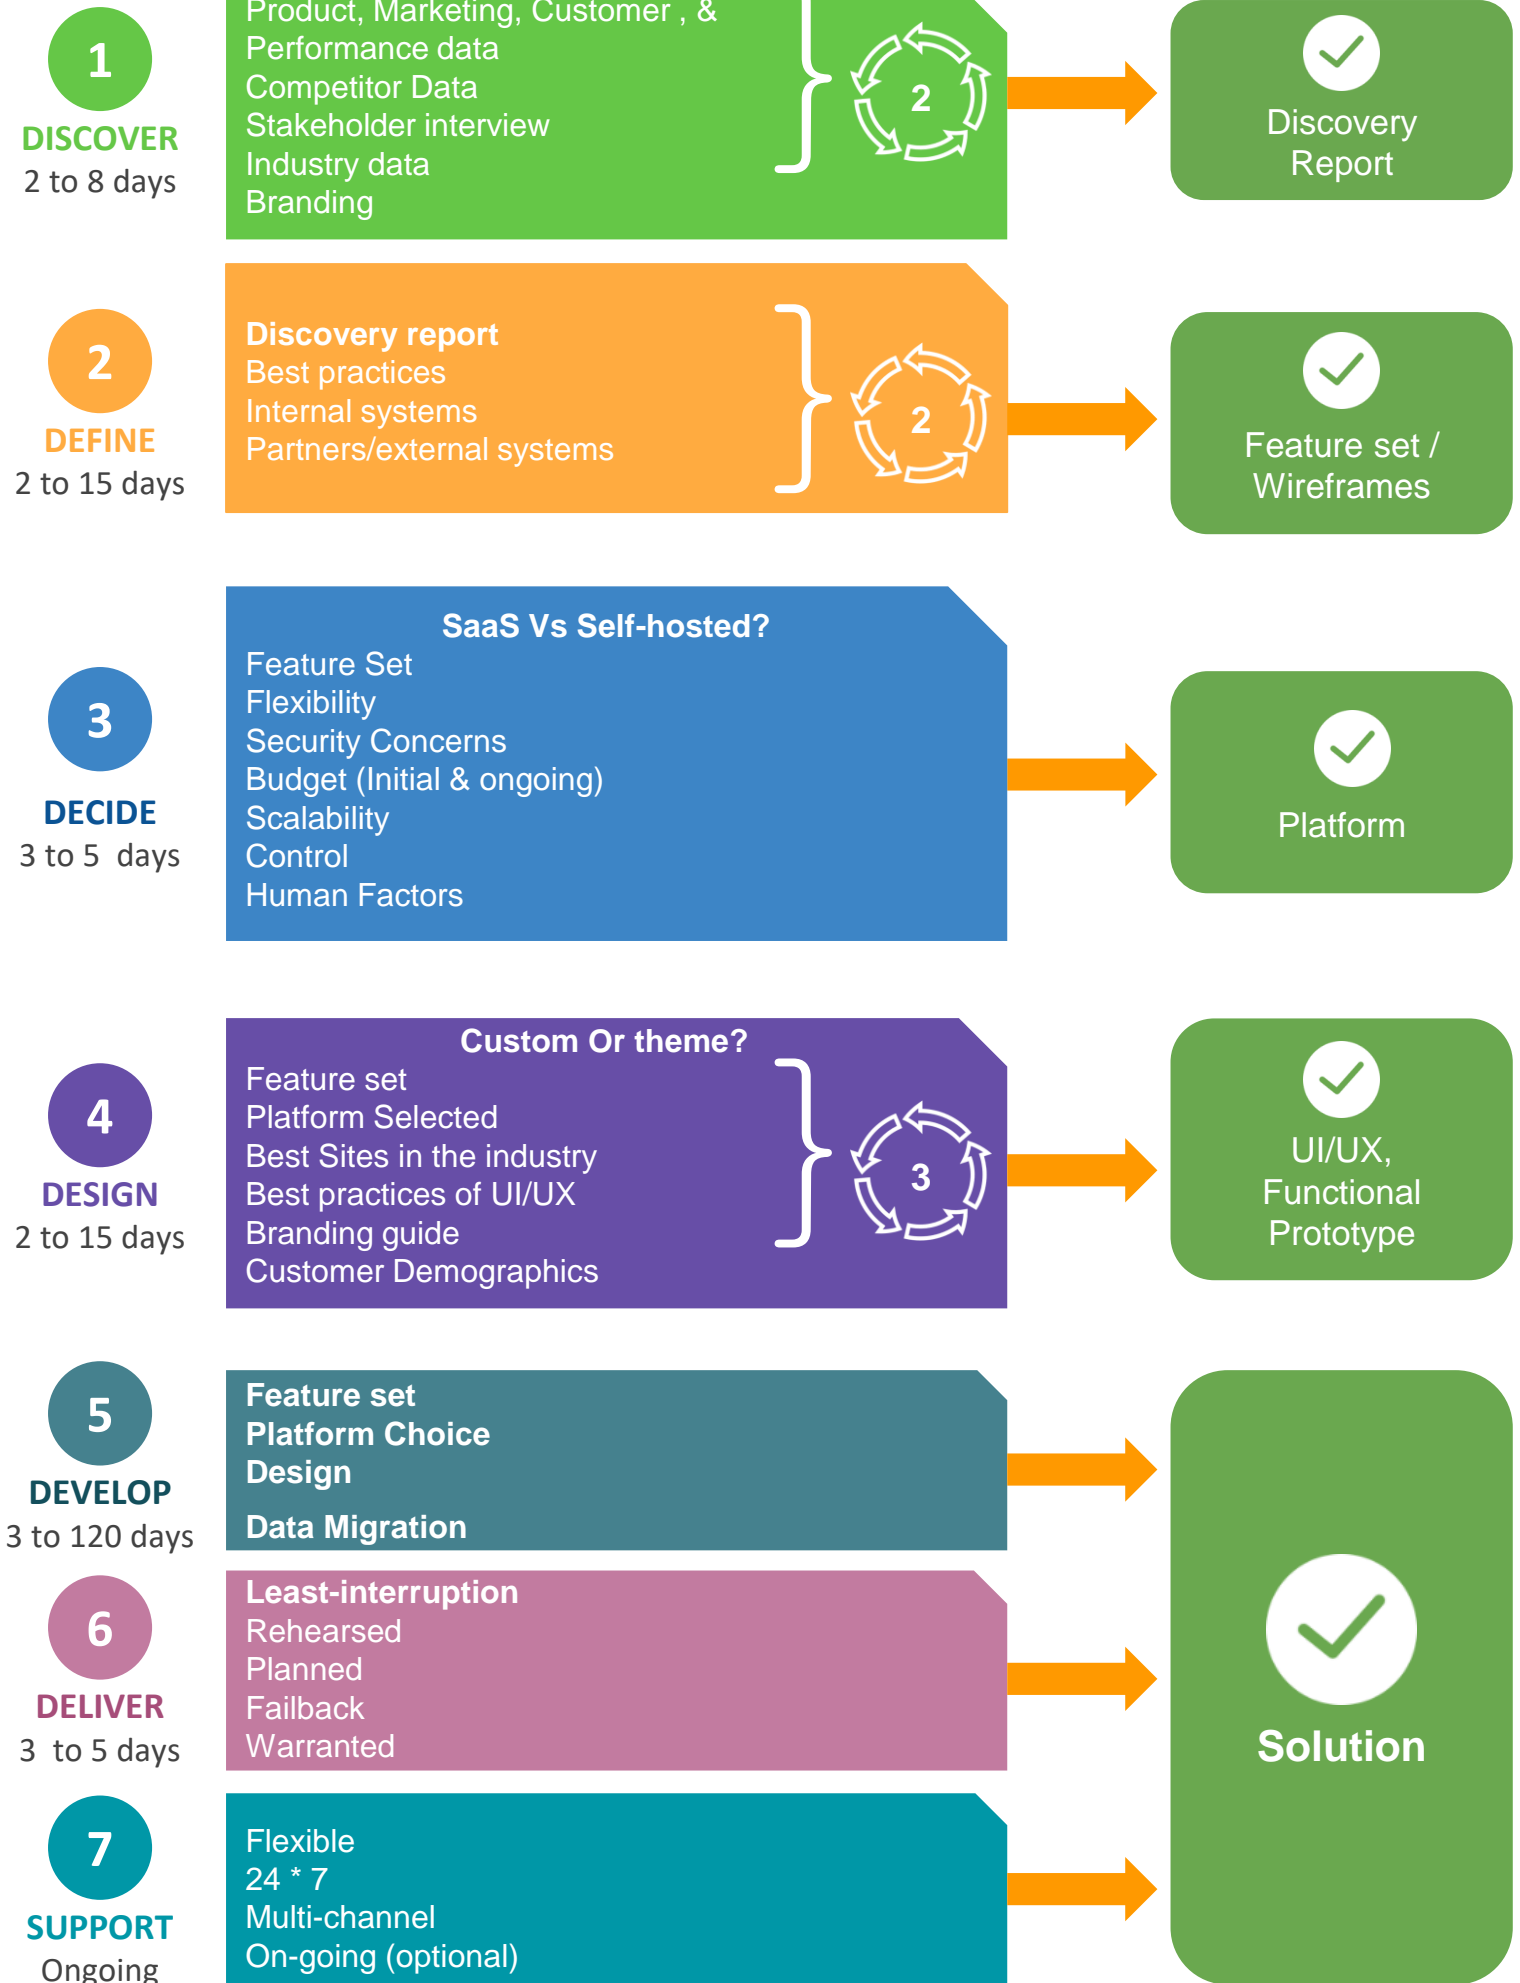 1
DISCOVER
2 to 8 days
Product, Marketing, Customer , &
Performance data
Competitor Data
Stakeholder interview
Industry data
Branding
2
Discovery
Report
2
DEFINE
2 to 15 days
Discovery report
Best practices
Internal systems
Partners/external systems
2
Feature set /
Wireframes
3
DECIDE
3 to 5  days
SaaS Vs Self-hosted?
Feature Set
Flexibility
Security Concerns
Budget (Initial & ongoing)
Scalability
Control
Human Factors
Platform
4
DESIGN
2 to 15 days
Custom Or theme?
Feature set
Platform Selected
Best Sites in the industry
Best practices of UI/UX
Branding guide
Customer Demographics
3
UI/UX,
Functional
Prototype
5
DEVELOP
3 to 120 days
Feature set
Platform Choice
Design
Data Migration
6
DELIVER
3  to 5 days
Least-interruption
Rehearsed
Planned
Failback
Warranted
7
SUPPORT
Ongoing
Flexible
24 * 7
Multi-channel
On-going (optional)
Solution